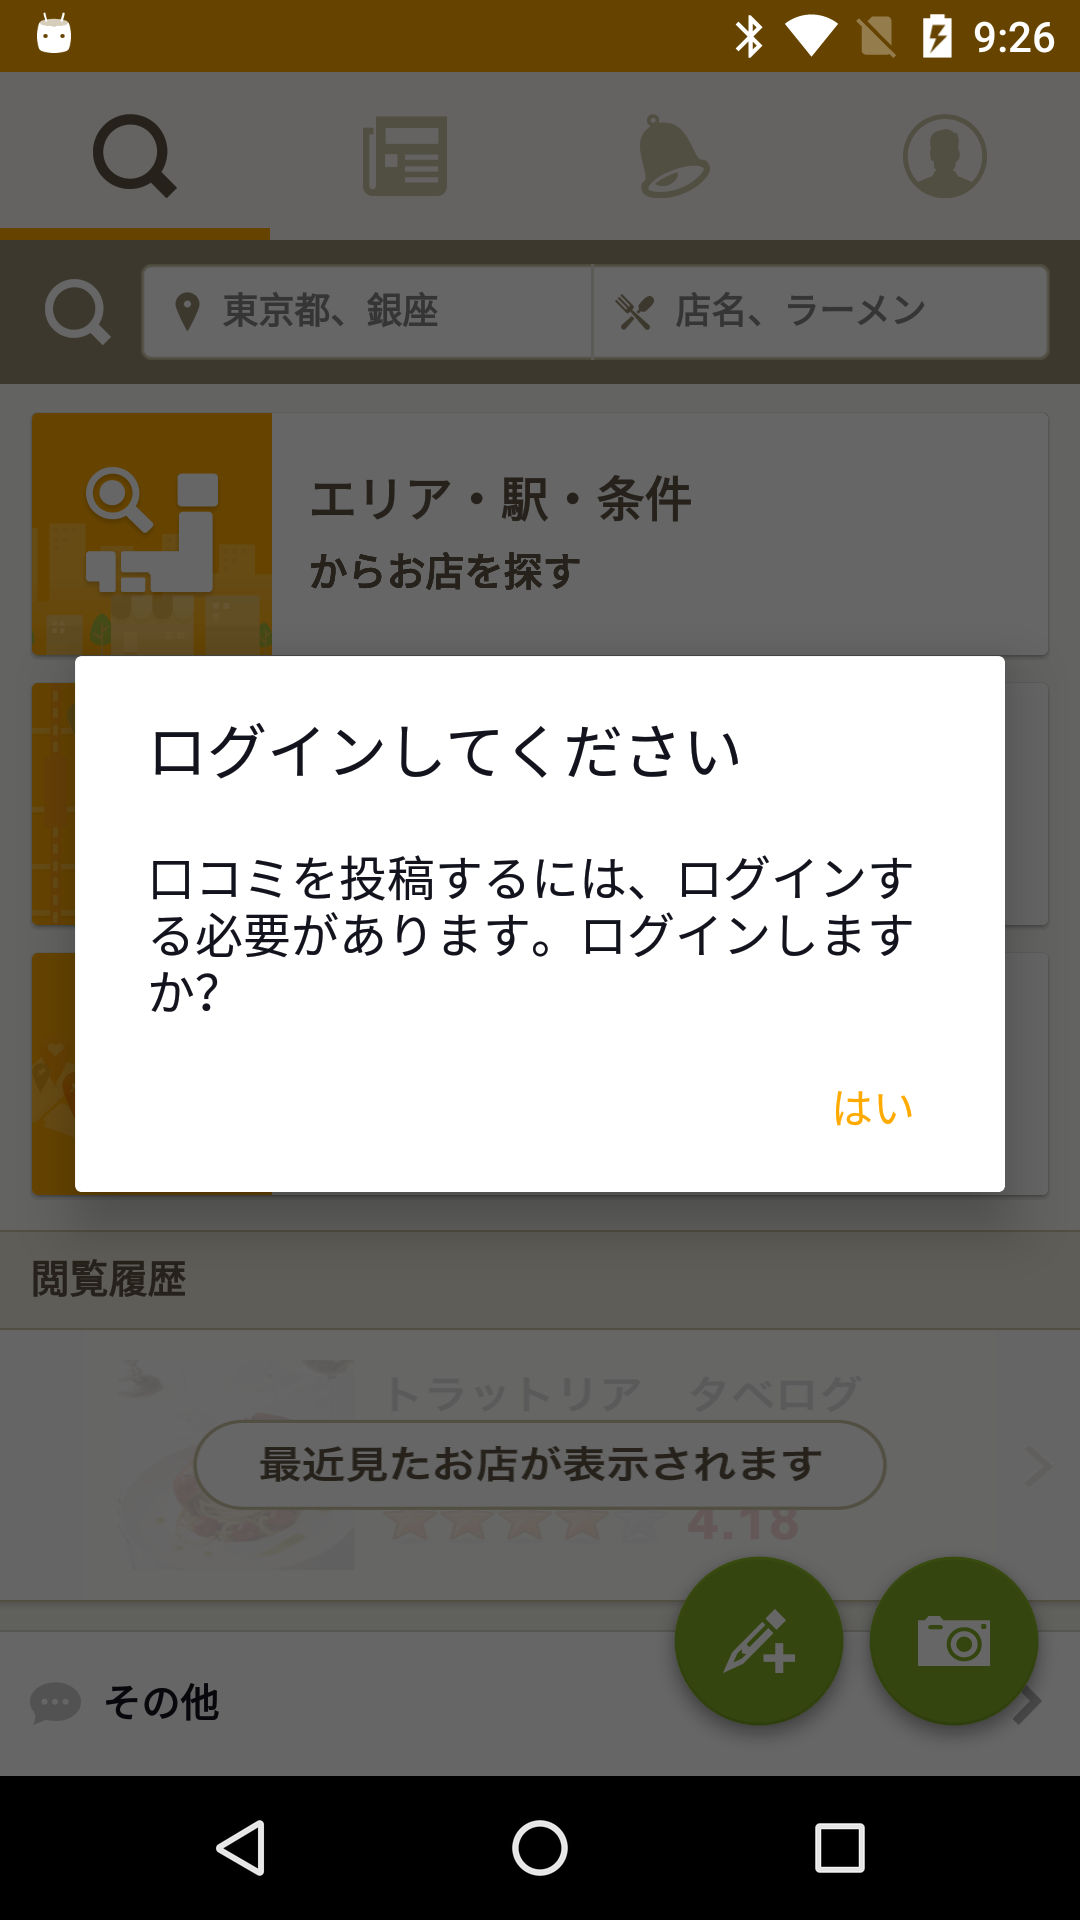 9:26
東京都、銀座
店名、ラーメン
エリア・駅・条件
からお店を探す
ログインしてください
口コミを投稿するには、ログインす
る必要があります。ログインします
か?
はい
閲覧履歴
トラットリア タベログ
最近見たお店が表示されます
4.18
その他